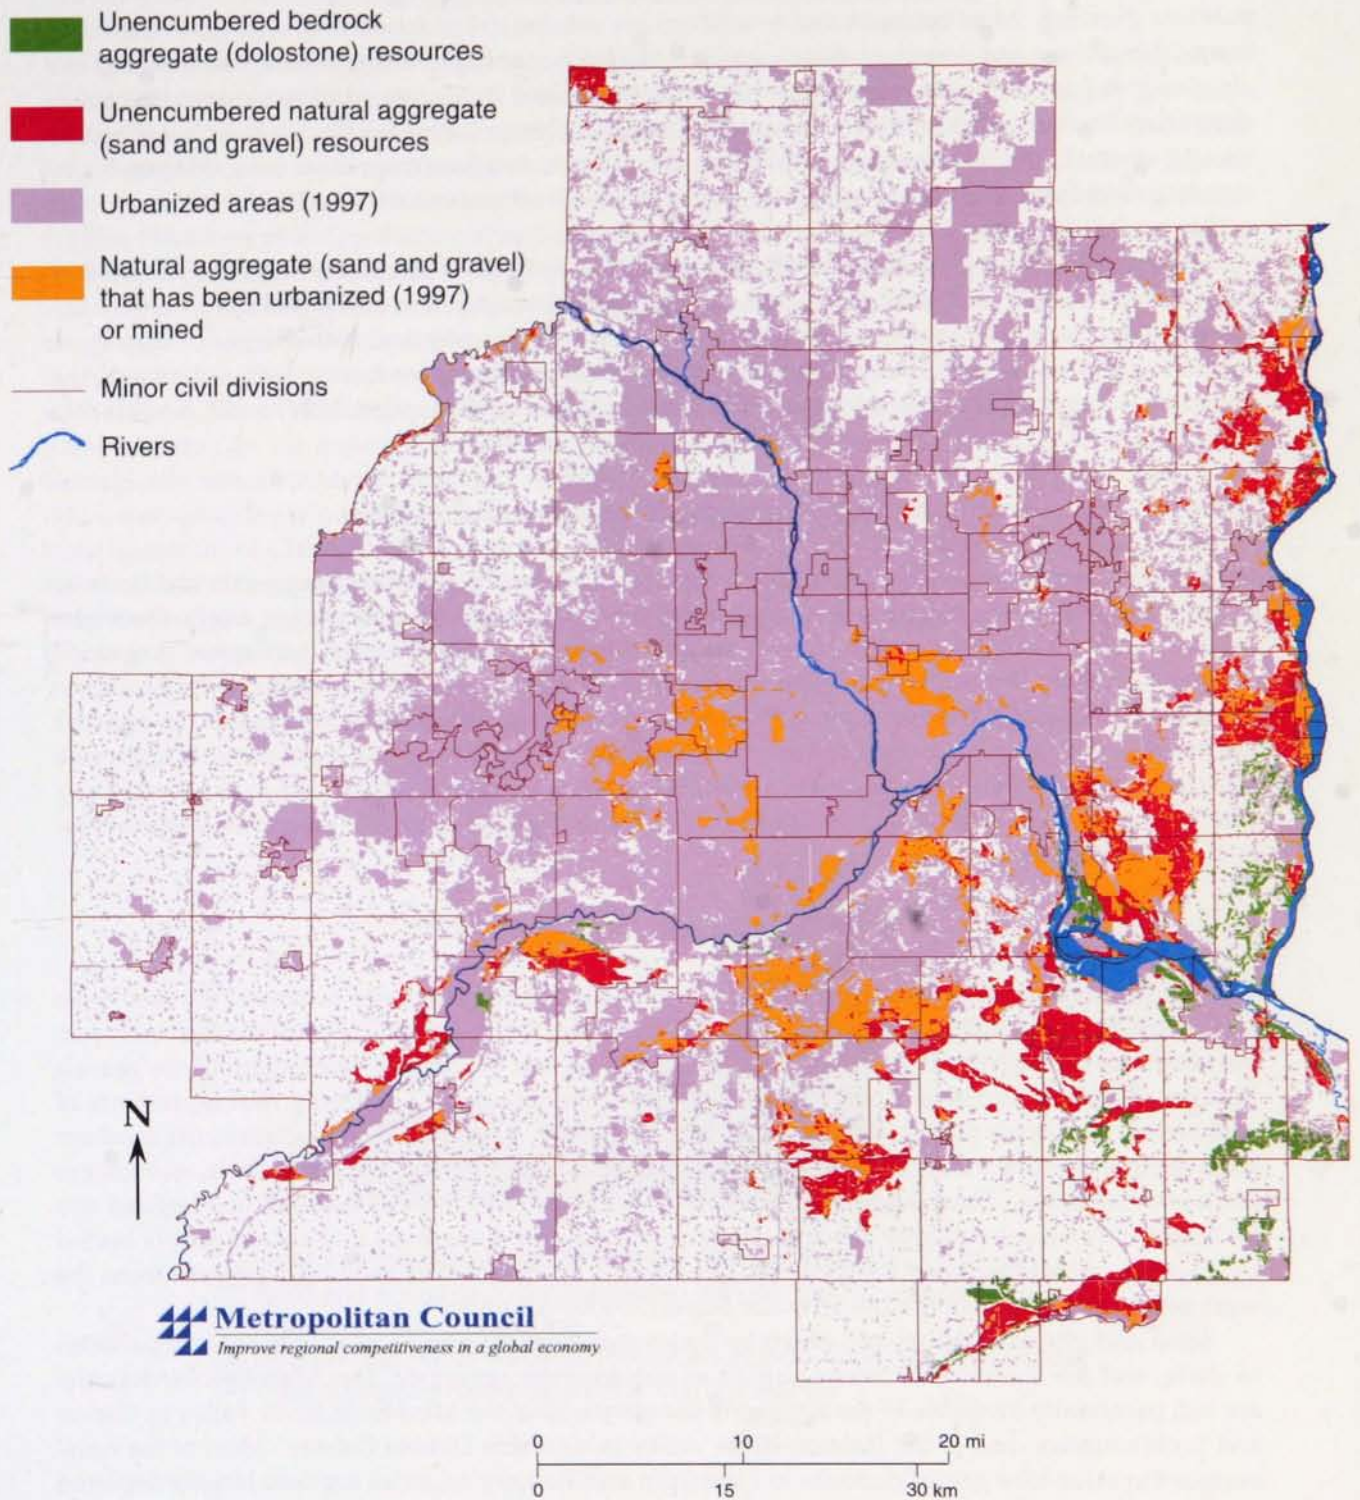 Unencumbered bedrock
aggregate (dolostone) resources
Unencumbered natural aggregate
(sand and gravel) resources
Urbanized areas (1997)
Natural aggregate (sand and gravel)
that has been urbanized (1997)
or mined
Minor civil divisions
Rivers
N
Metropolitan Council
Improve regional competitiveness in a global economy
0 10 20 mi
0 15 30 km